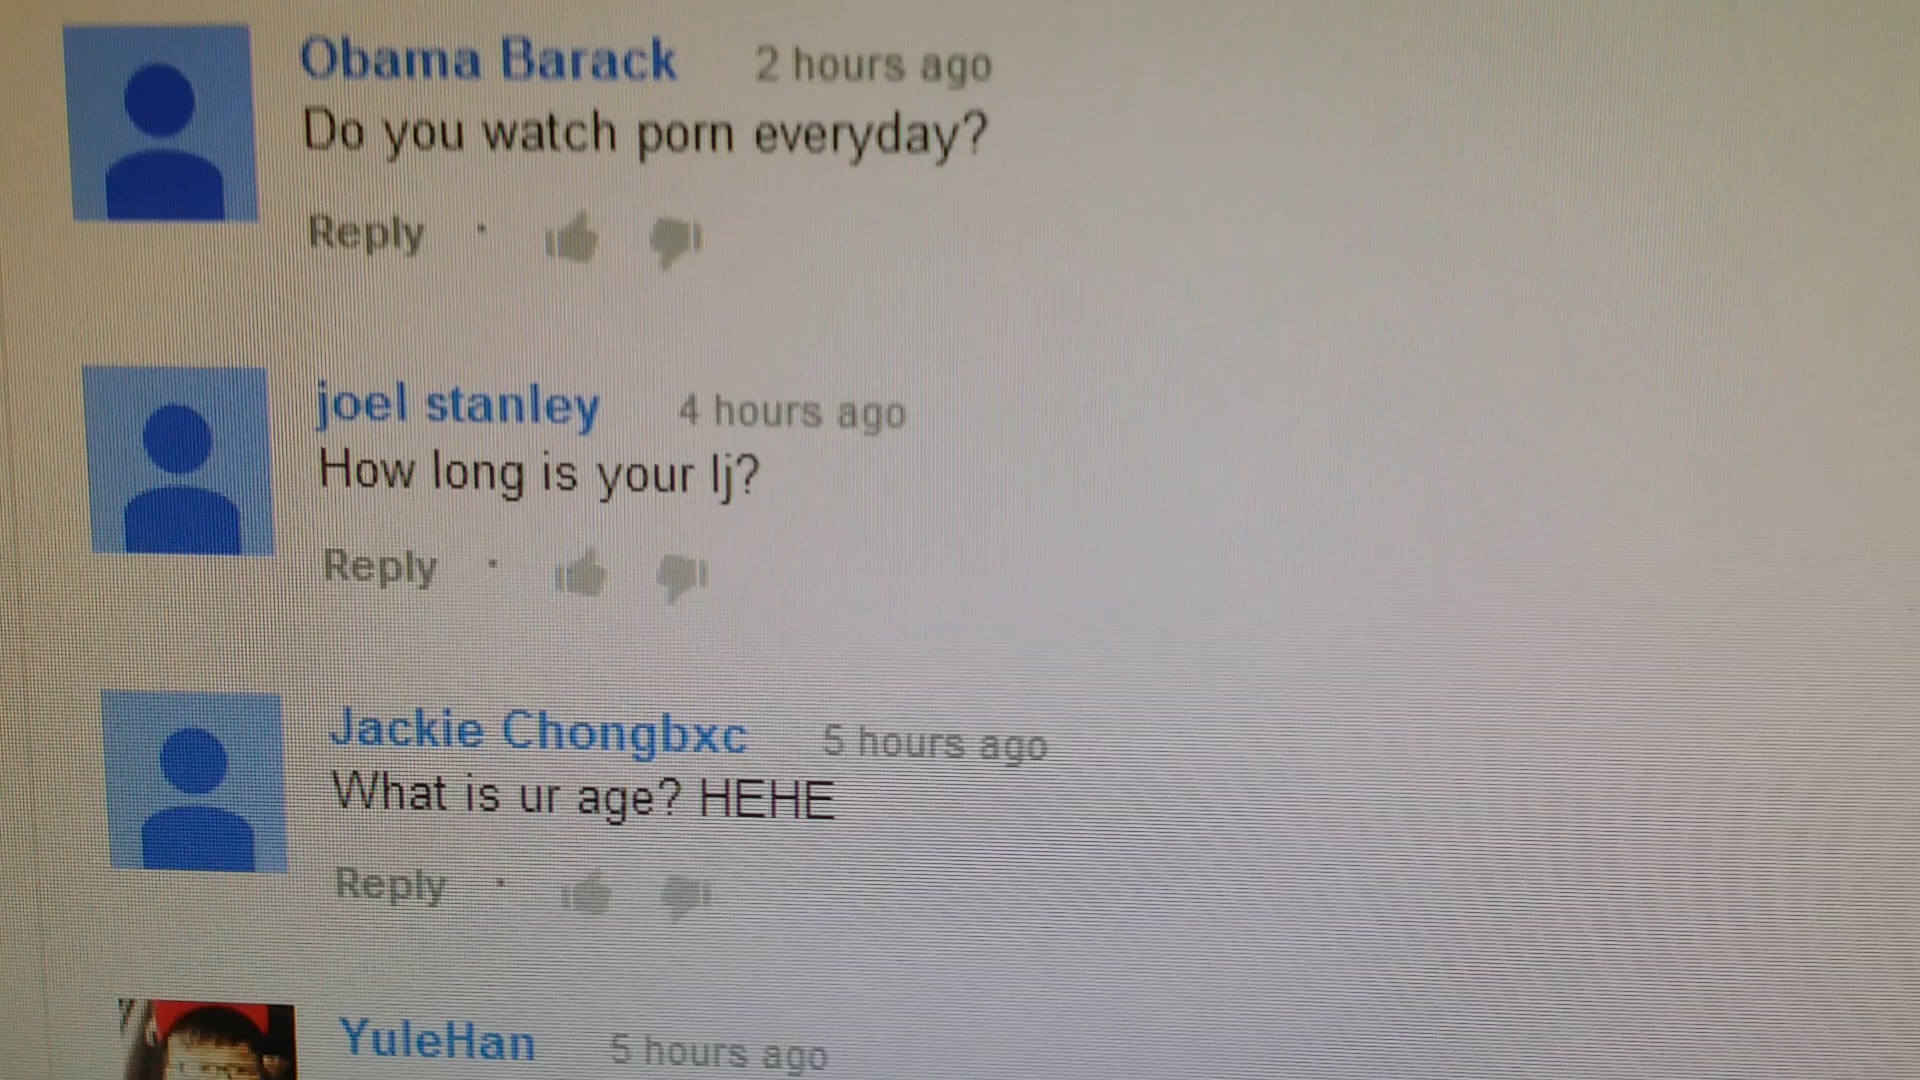 Obama Barack 2 hours ago
Do you watch porn everyday?
Reply ·
joel stanley 4 hours ago
How long is your lj?
Reply ·
Jackie Chongbxc 5 hours ago
What is ur age? HEHE
Reply ·
YuleHan 5 hours ago